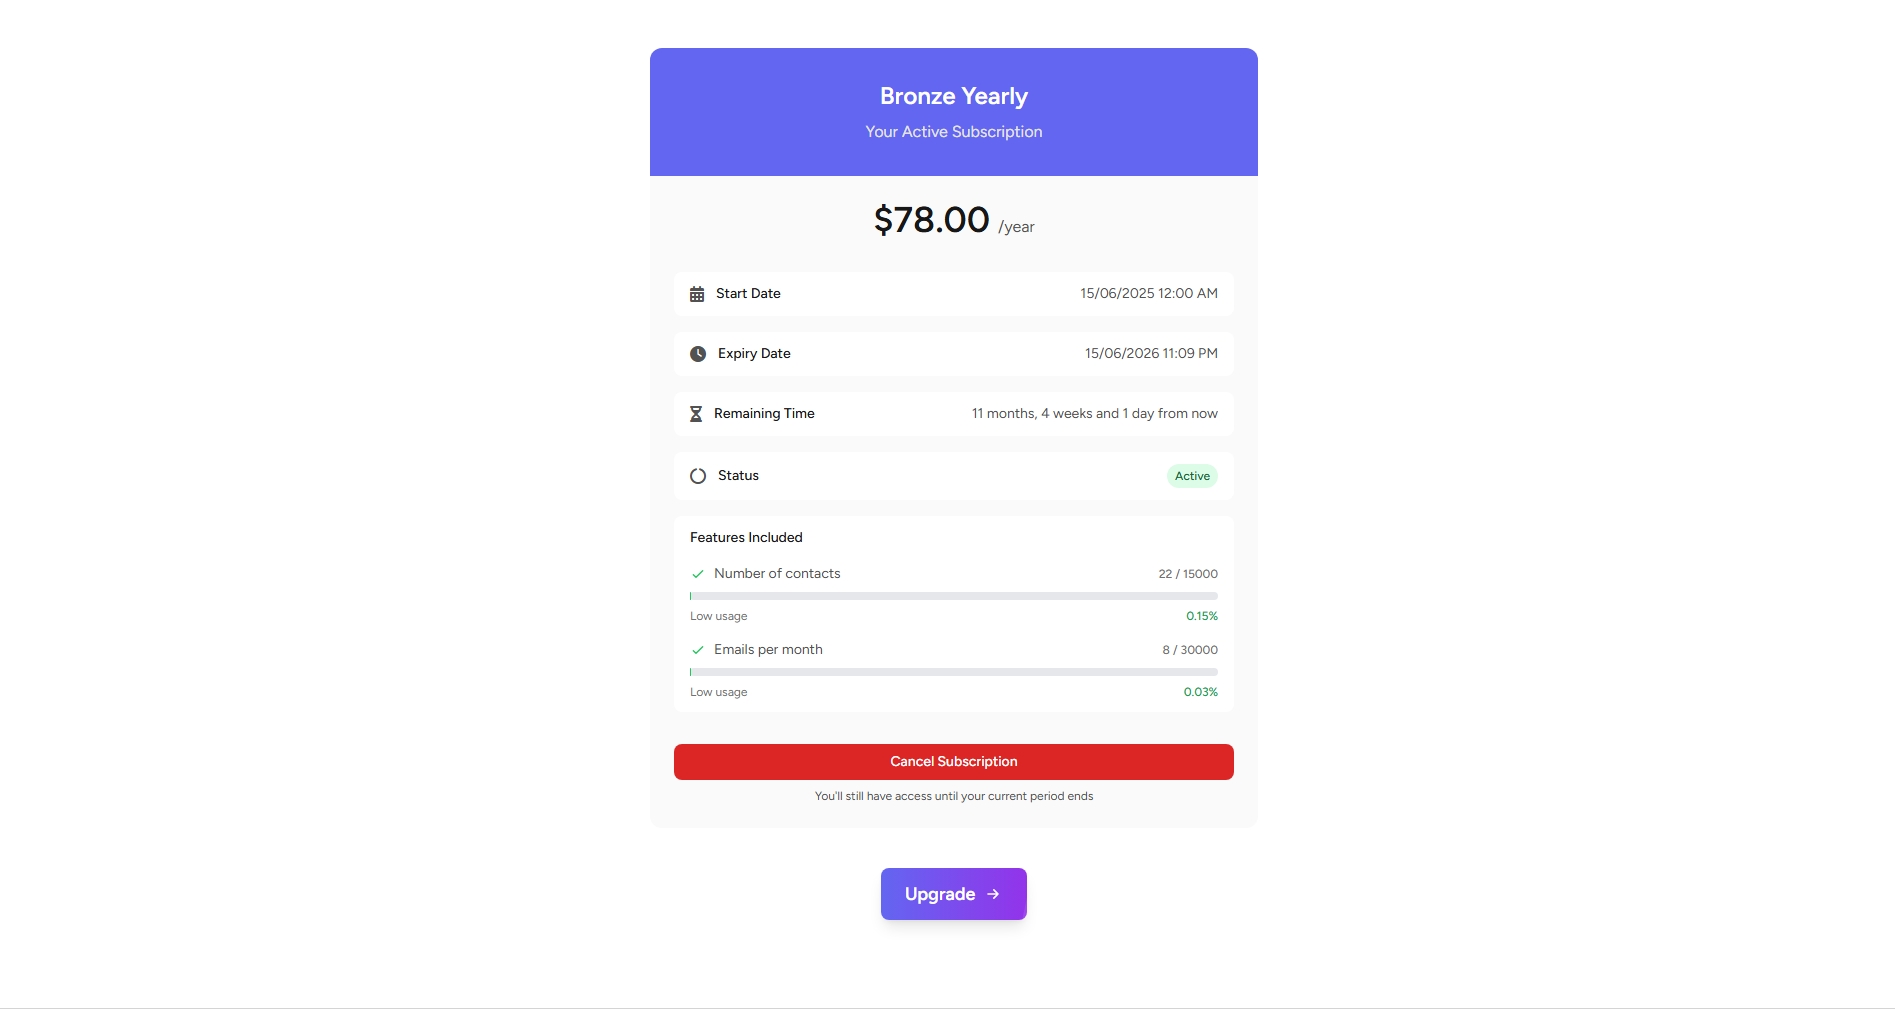 Bronze Yearly
Your Active Subscription
$78.00 /year
Start Date 15/06/2025 12:00 AM
Expiry Date 15/06/2026 11:09 PM
Remaining Time 11 months, 4 weeks and 1 day from now
Status Active
Features Included
Number of contacts 22 / 15000
Low usage 0.15%
Emails per month 8 / 30000
Low usage 0.03%
Cancel Subscription
You'll still have access until your current period ends
Upgrade →